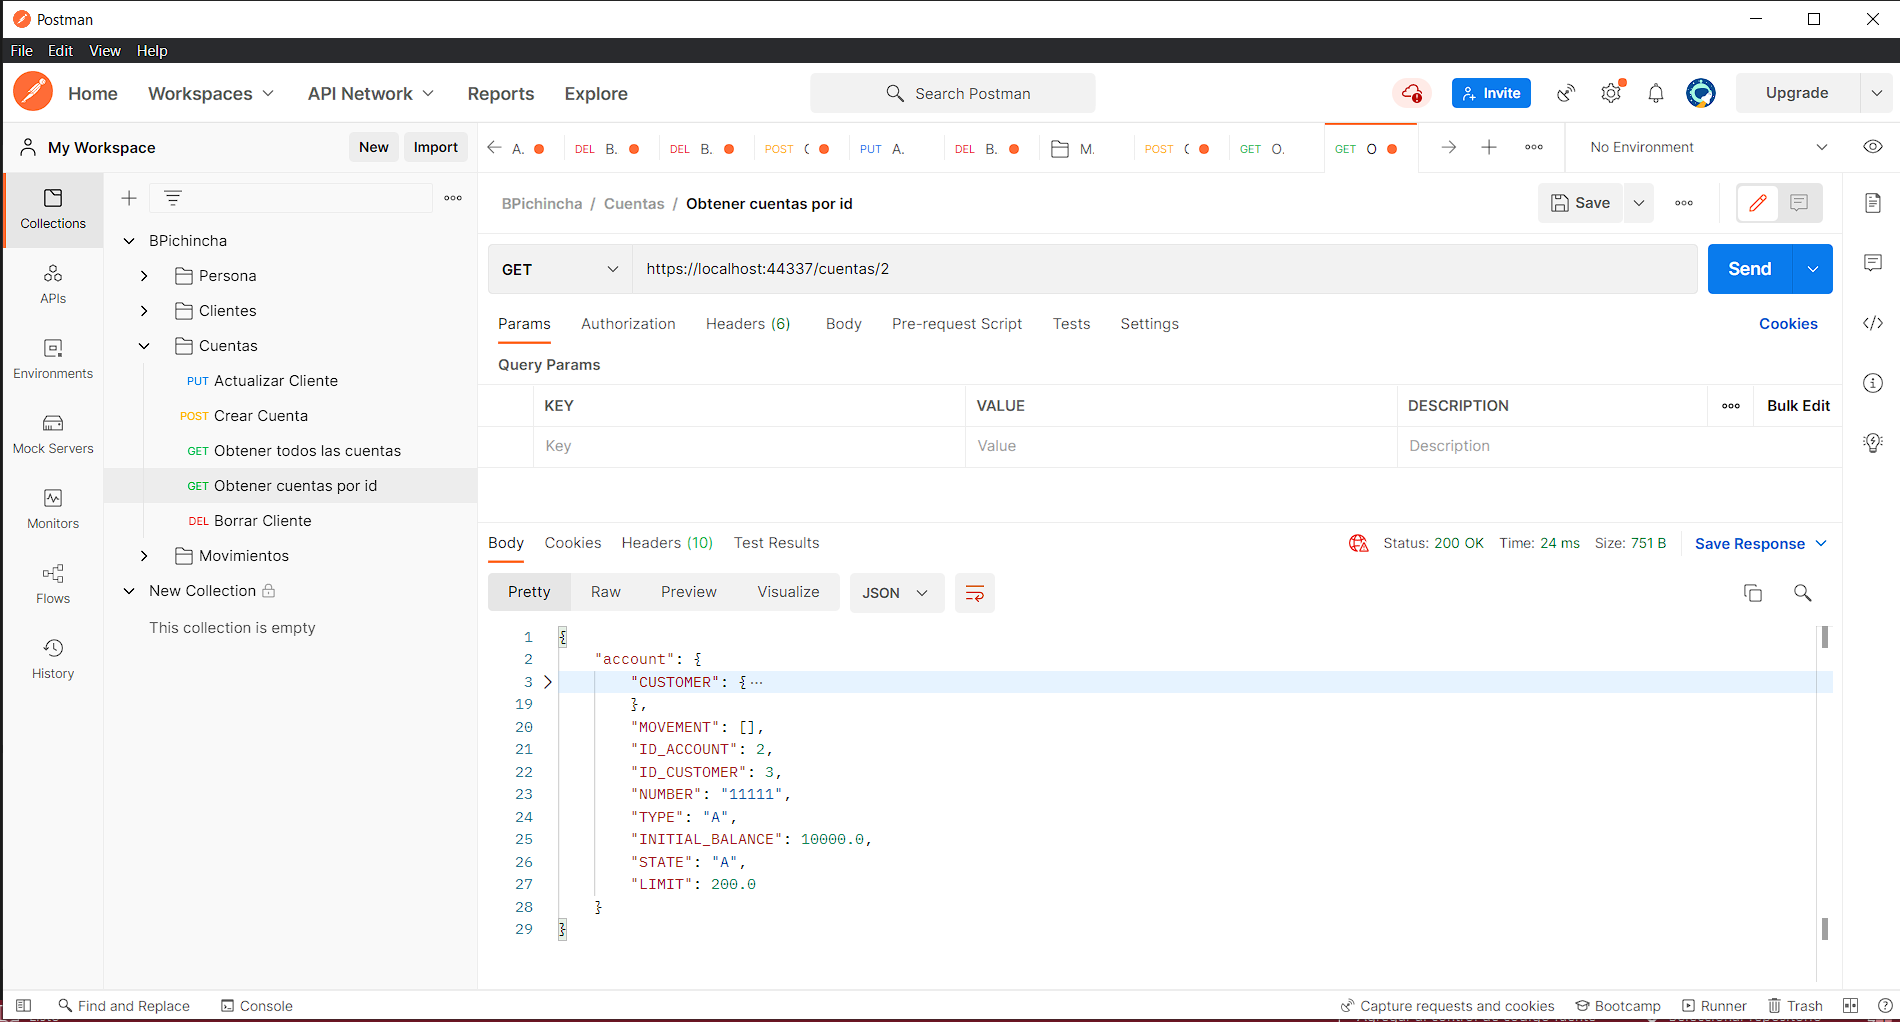 Postman
File Edit View Help
Home Workspaces API Network Reports Explore Search Postman Invite Upgrade
My Workspace New Import
A. DEL B. DEL B. POST PUT A. DEL B. M. POST GET O. GET O No Environment
Collections
APIs
Environments
Mock Servers
Monitors
Flows
History
BPichincha
Persona
Clientes
Cuentas
PUT Actualizar Cliente
POST Crear Cuenta
GET Obtener todos las cuentas
GET Obtener cuentas por id
DEL Borrar Cliente
Movimientos
New Collection
This collection is empty
BPichincha / Cuentas / Obtener cuentas por id Save
GET https://localhost:44337/cuentas/2 Send
Params Authorization Headers (6) Body Pre-request Script Tests Settings Cookies
Query Params
KEY VALUE DESCRIPTION Bulk Edit
Key Value Description
Body Cookies Headers (10) Test Results Status: 200 OK Time: 24 ms Size: 751 B Save Response
Pretty Raw Preview Visualize JSON
1 {
2 "account": {
3 "CUSTOMER": {…
19 },
20 "MOVEMENT": [],
21 "ID_ACCOUNT": 2,
22 "ID_CUSTOMER": 3,
23 "NUMBER": "11111",
24 "TYPE": "A",
25 "INITIAL_BALANCE": 10000.0,
26 "STATE": "A",
27 "LIMIT": 200.0
28 }
29 }
Find and Replace Console Capture requests and cookies Bootcamp Runner Trash